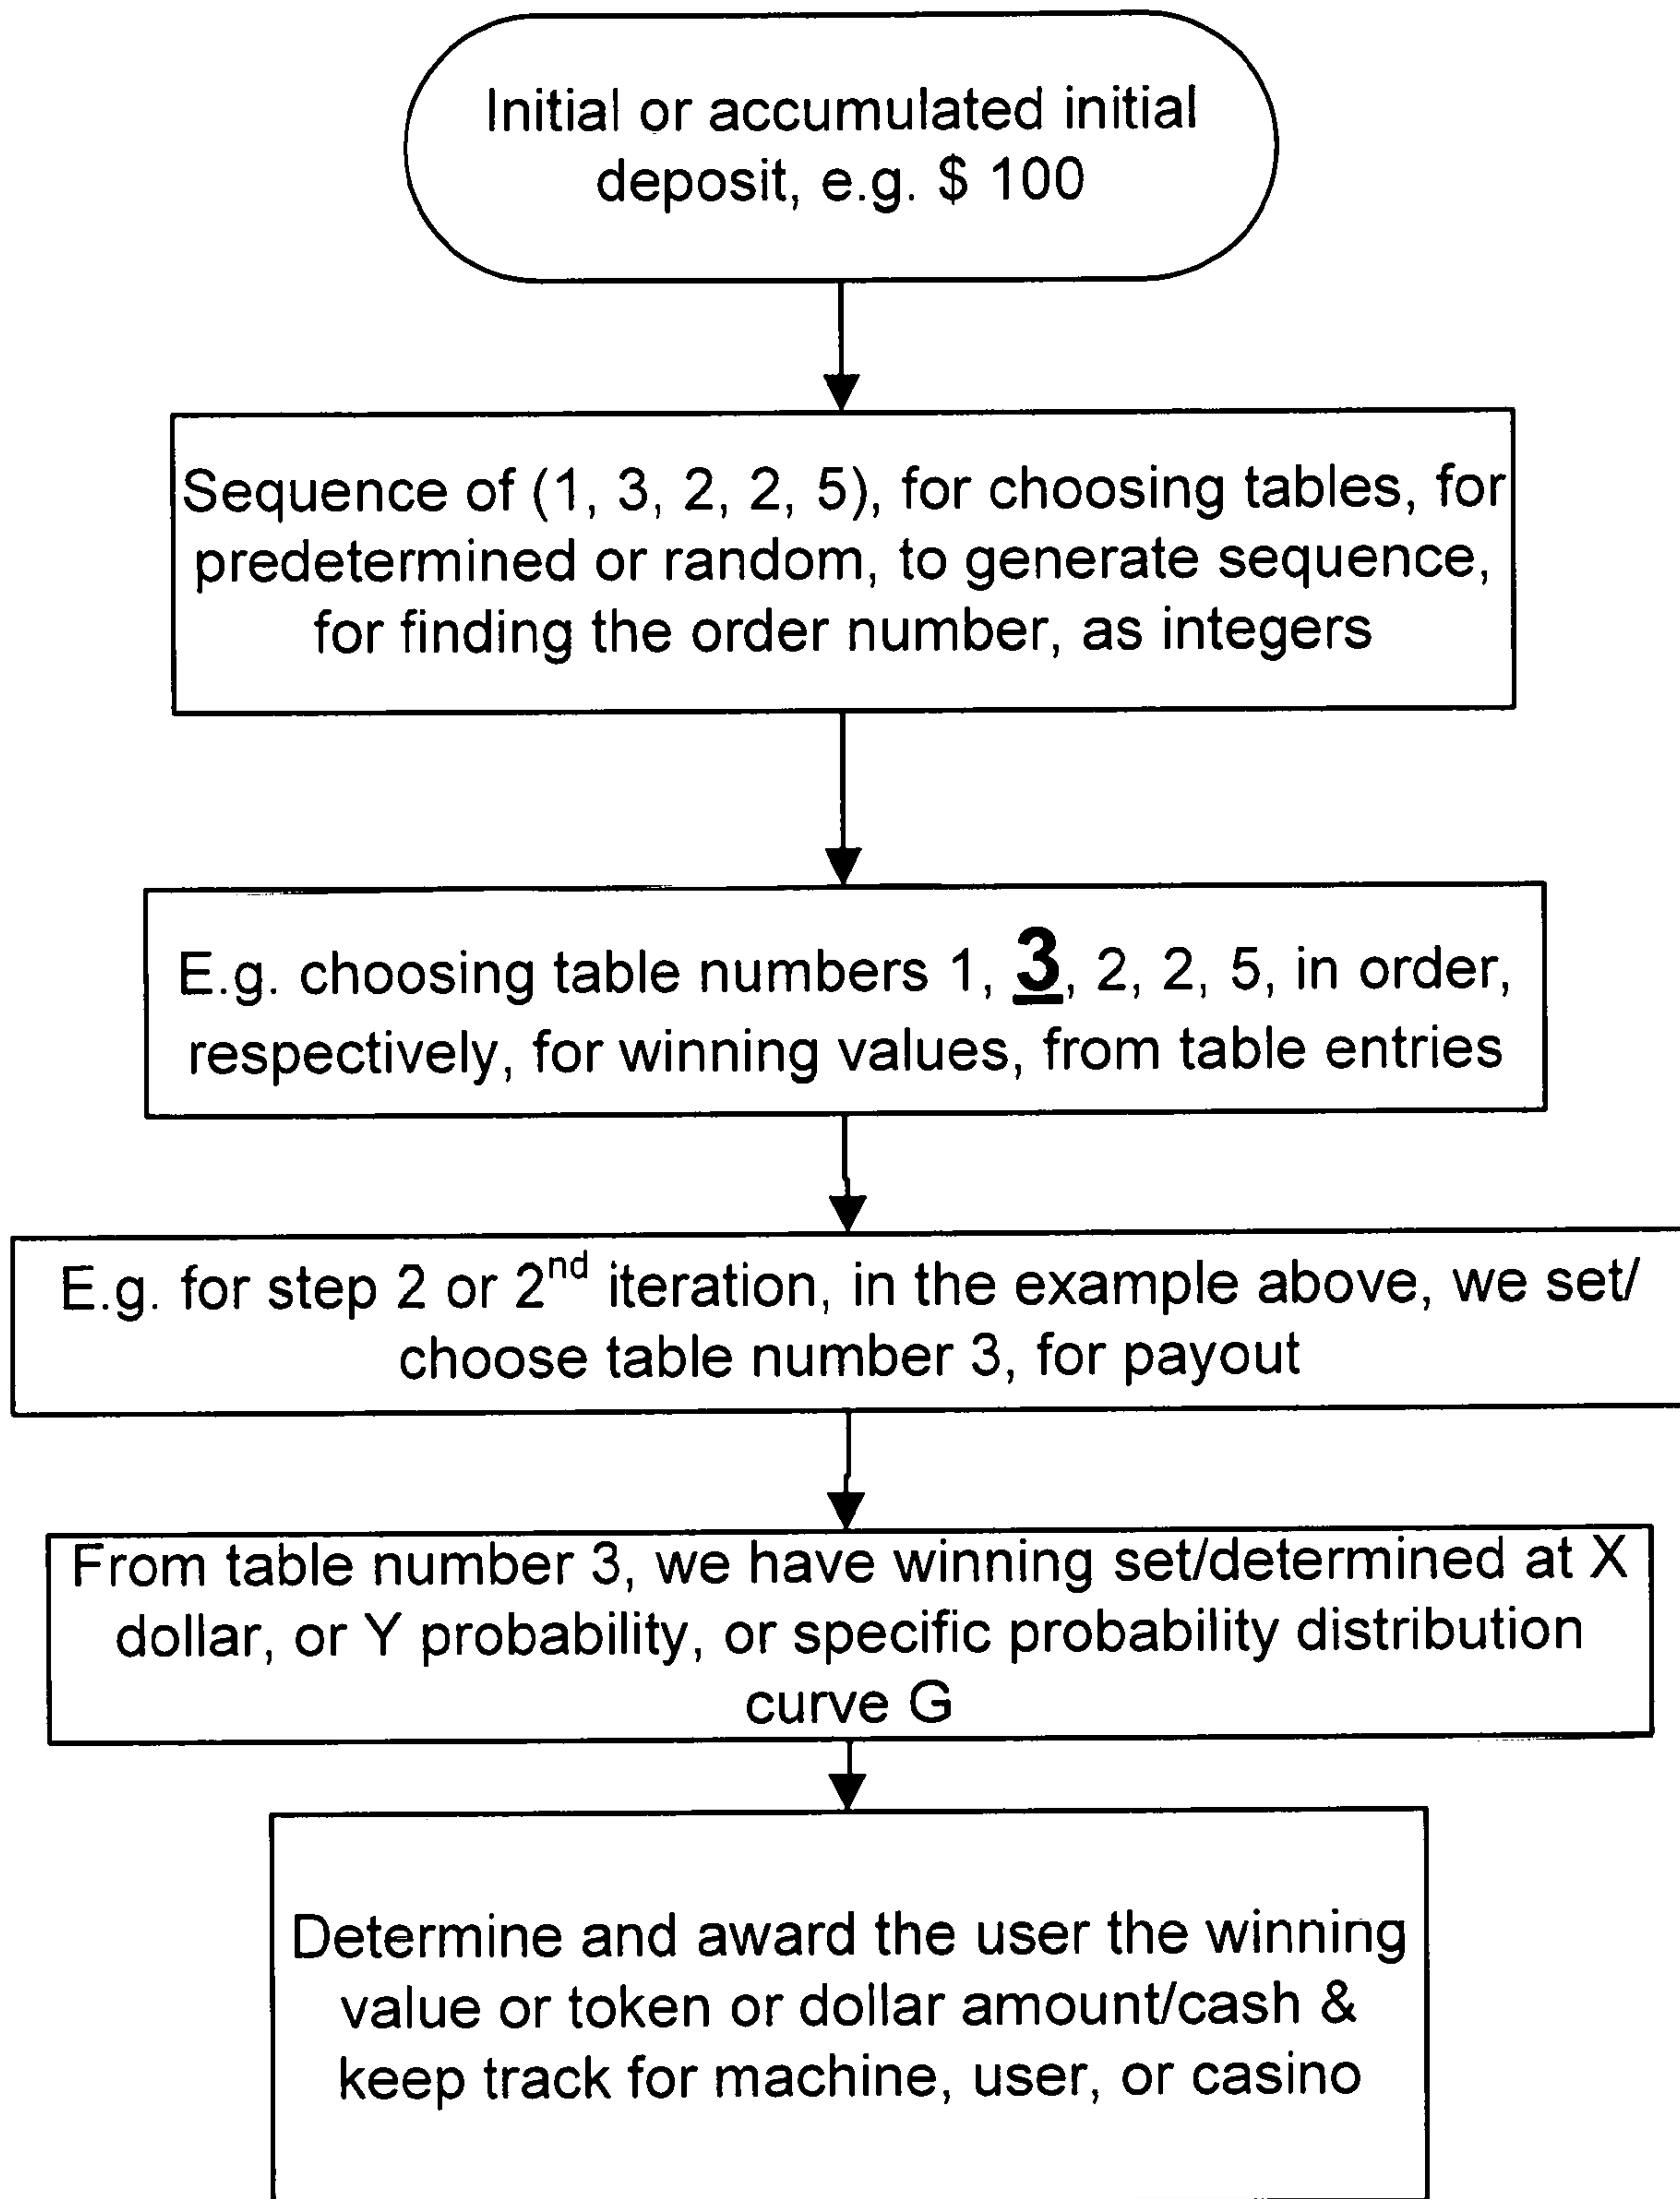 Initial or accumulated initial
deposit, e.g. $ 100
Sequence of (1, 3, 2, 2, 5), for choosing tables, for
predetermined or random, to generate sequence,
for finding the order number, as integers
E.g. choosing table numbers 1, 3, 2, 2, 5, in order,
respectively, for winning values, from table entries
E.g. for step 2 or 2nd iteration, in the example above, we set/
choose table number 3, for payout
From table number 3, we have winning set/determined at X
dollar, or Y probability, or specific probability distribution
curve G
Determine and award the user the winning
value or token or dollar amount/cash &
keep track for machine, user, or casino